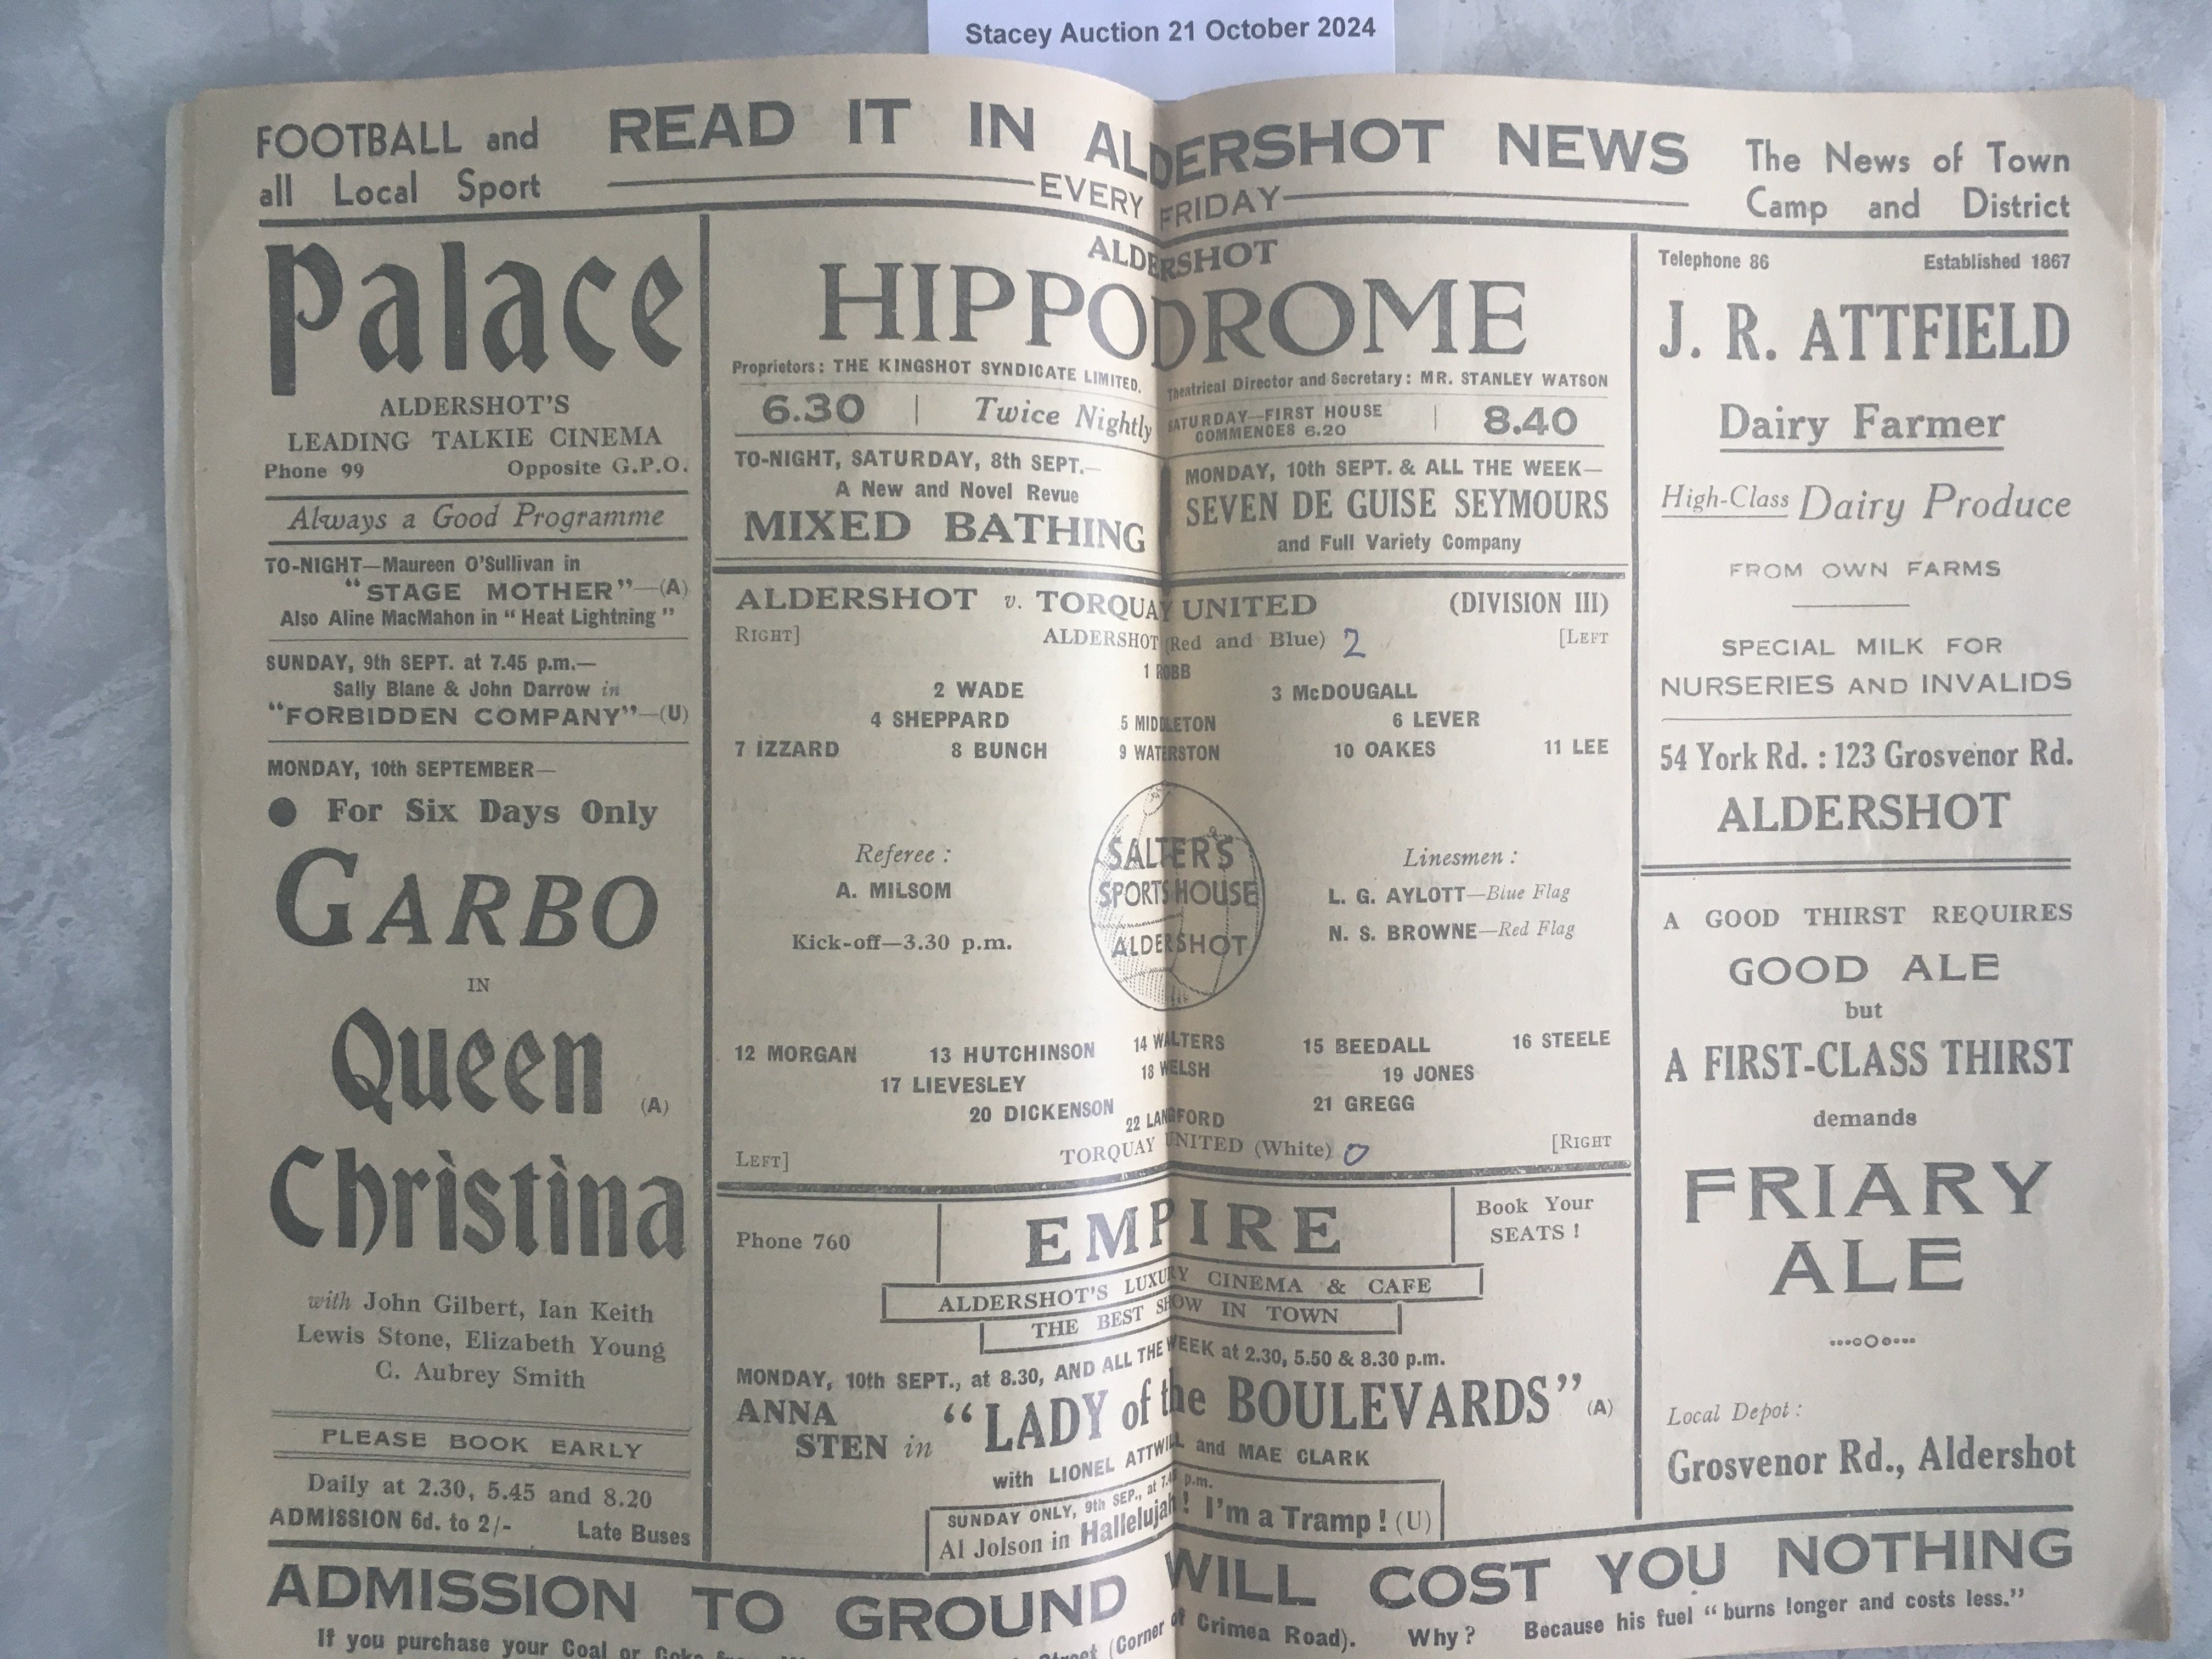 Stacey Auction 21 October 2024
FOOTBALL and
all Local Sport
READ IT IN ALDERSHOT NEWS
EVERY FRIDAY
The News of Town
Camp and District
Palace
ALDERSHOT'S
LEADING TALKIE CINEMA
Phone 99 Opposite G.P.O.
Always a Good Programme
TO-NIGHT—Maureen O'Sullivan in
"STAGE MOTHER"—(A)
Also Aline MacMahon in "Heat Lightning"
SUNDAY, 9th SEPT. at 7.45 p.m.—
Sally Blane & John Darrow in
"FORBIDDEN COMPANY"—(U)
MONDAY, 10th SEPTEMBER—
● For Six Days Only
GARBO
IN
Queen (A)
Christina
with John Gilbert, Ian Keith
Lewis Stone, Elizabeth Young
C. Aubrey Smith
PLEASE BOOK EARLY
Daily at 2.30, 5.45 and 8.20
ADMISSION 6d. to 2/- Late Buses
ALDERSHOT
HIPPODROME
Proprietors: THE KINGSHOT SYNDICATE LIMITED. Theatrical Director and Secretary: MR. STANLEY WATSON
6.30 | Twice Nightly SATURDAY—FIRST HOUSE COMMENCES 6.20 | 8.40
TO-NIGHT, SATURDAY, 8th SEPT.—
A New and Novel Revue
MIXED BATHING
MONDAY, 10th SEPT. & ALL THE WEEK—
SEVEN DE GUISE SEYMOURS
and Full Variety Company
ALDERSHOT v. TORQUAY UNITED (DIVISION III)
RIGHT] ALDERSHOT (Red and Blue) 2 [LEFT
1 ROBB
2 WADE 3 McDOUGALL
4 SHEPPARD 5 MIDDLETON 6 LEVER
7 IZZARD 8 BUNCH 9 WATERSTON 10 OAKES 11 LEE
Referee:
A. MILSOM
Kick-off—3.30 p.m.
SALTER'S
SPORTS HOUSE
ALDERSHOT
Linesmen:
L. G. AYLOTT—Blue Flag
N. S. BROWNE—Red Flag
12 MORGAN 13 HUTCHINSON 14 WALTERS 15 BEEDALL 16 STEELE
17 LIEVESLEY 18 WELSH 19 JONES
20 DICKENSON 21 GREGG
22 LANGFORD
LEFT] TORQUAY UNITED (White) 0 [RIGHT
Phone 760
EMPIRE
Book Your
SEATS!
ALDERSHOT'S LUXURY CINEMA & CAFE
THE BEST SHOW IN TOWN
MONDAY, 10th SEPT., at 8.30, AND ALL THE WEEK at 2.30, 5.50 & 8.30 p.m.
ANNA
STEN in "LADY of the BOULEVARDS" (A)
with LIONEL ATTWILL and MAE CLARK
SUNDAY ONLY, 9th SEP., at p.m.
Al Jolson in Hallelujah! I'm a Tramp! (U)
Telephone 86 Established 1867
J. R. ATTFIELD
Dairy Farmer
High-Class Dairy Produce
FROM OWN FARMS
SPECIAL MILK FOR
NURSERIES AND INVALIDS
54 York Rd. : 123 Grosvenor Rd.
ALDERSHOT
A GOOD THIRST REQUIRES
GOOD ALE
but
A FIRST-CLASS THIRST
demands
FRIARY
ALE
Local Depot:
Grosvenor Rd., Aldershot
ADMISSION TO GROUND WILL COST YOU NOTHING
If you purchase your Coal or Coke Street (Corner of Crimea Road). Why? Because his fuel "burns longer and costs less."